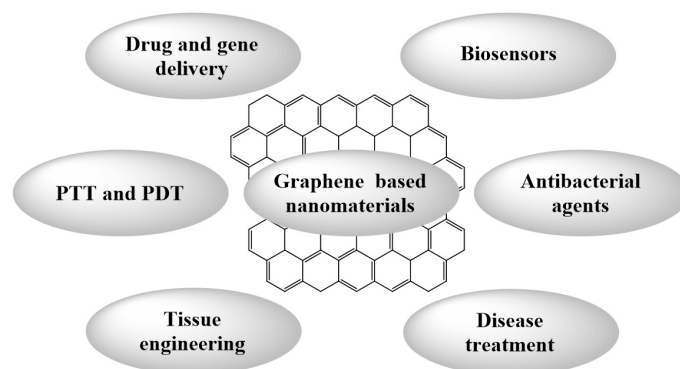 Drug and gene
delivery
Biosensors
PTT and PDT
Graphene based
nanomaterials
Antibacterial
agents
Tissue
engineering
Disease
treatment